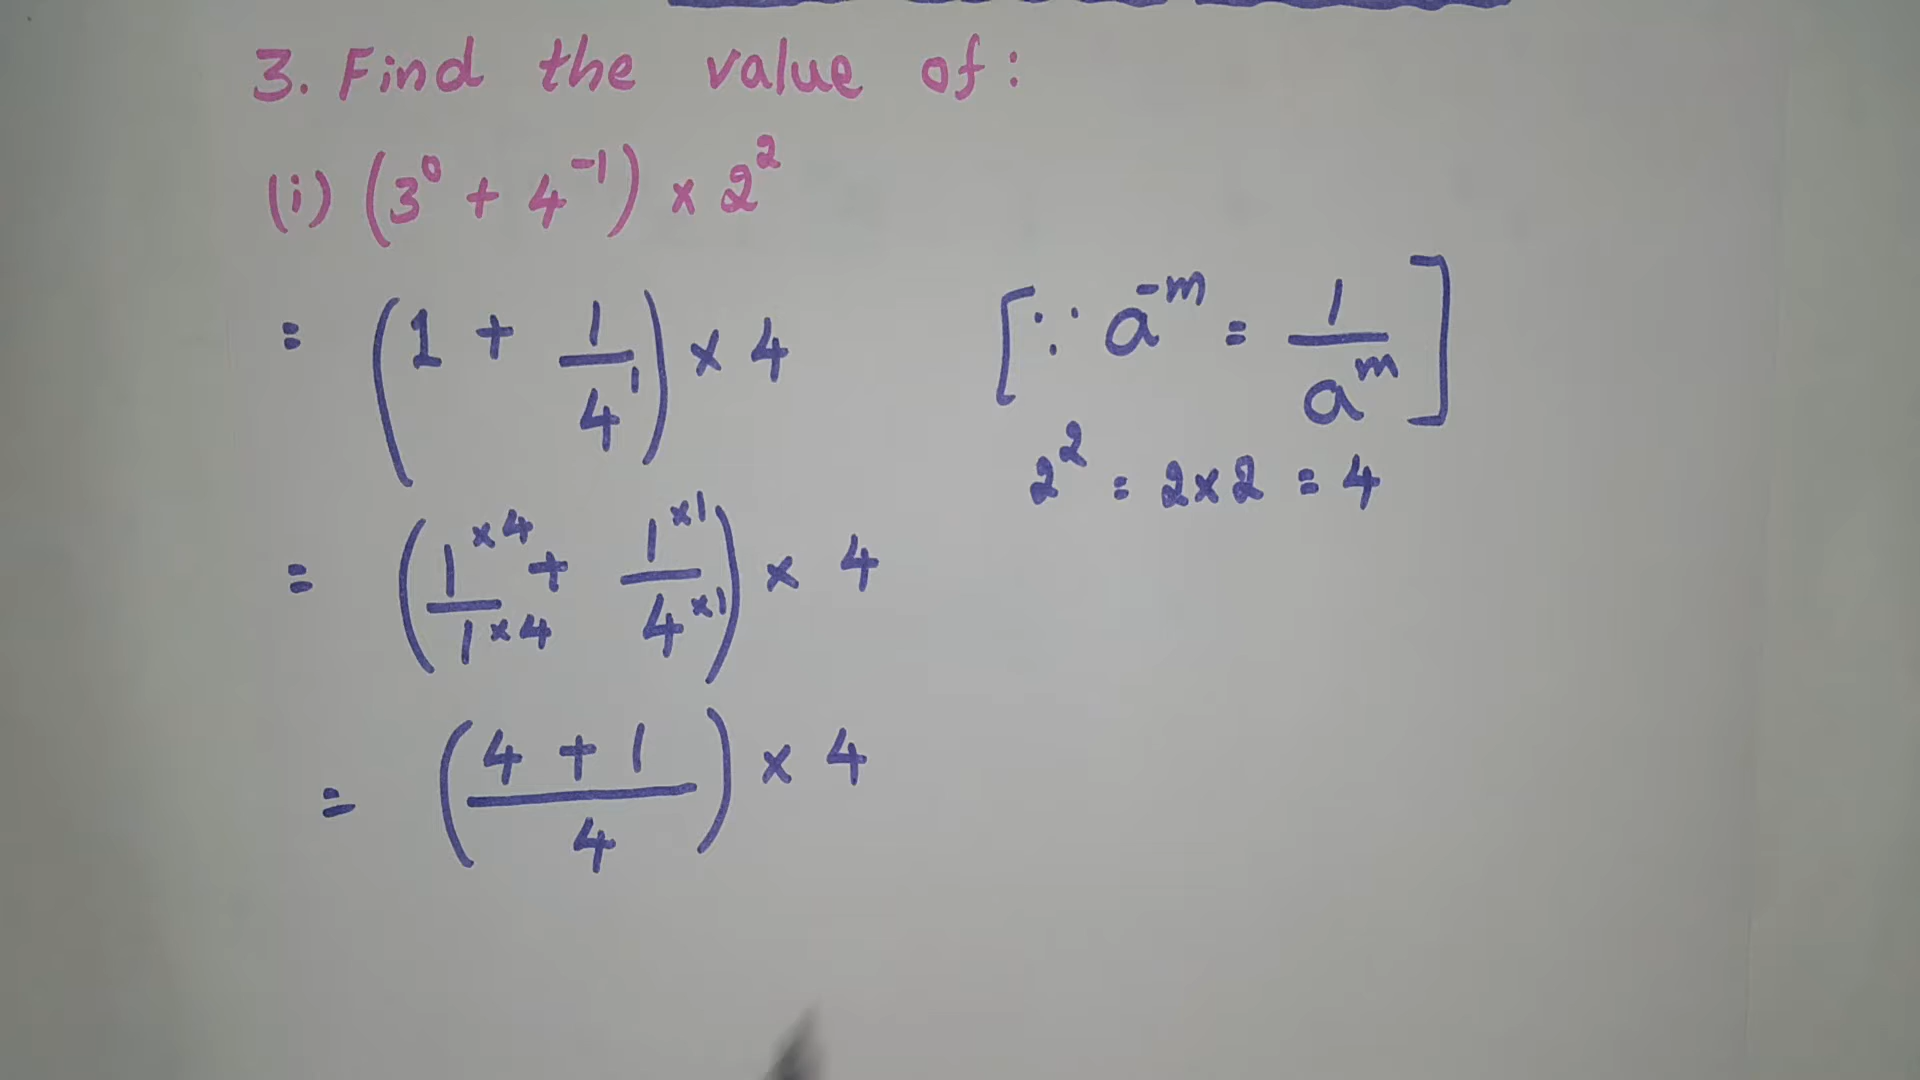 3. Find the value of:
(i) (3⁰ + 4⁻¹) × 2²
= (1 + 1/4¹) × 4 [∵ a⁻ᵐ = 1/aᵐ]
2² = 2×2 = 4
= (1ˣ⁴/1ˣ⁴ + 1ˣ¹/4ˣ¹) × 4
= (4 + 1/4) × 4